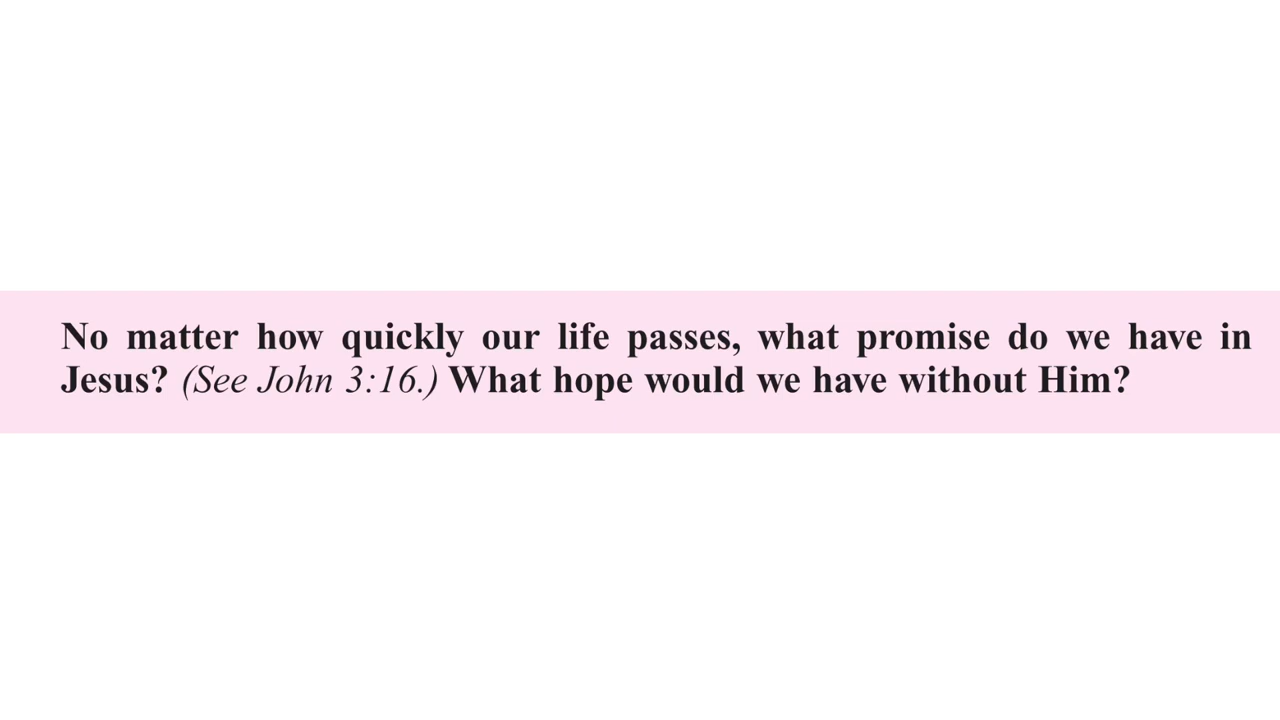 No matter how quickly our life passes, what promise do we have in
Jesus? (See John 3:16.) What hope would we have without Him?